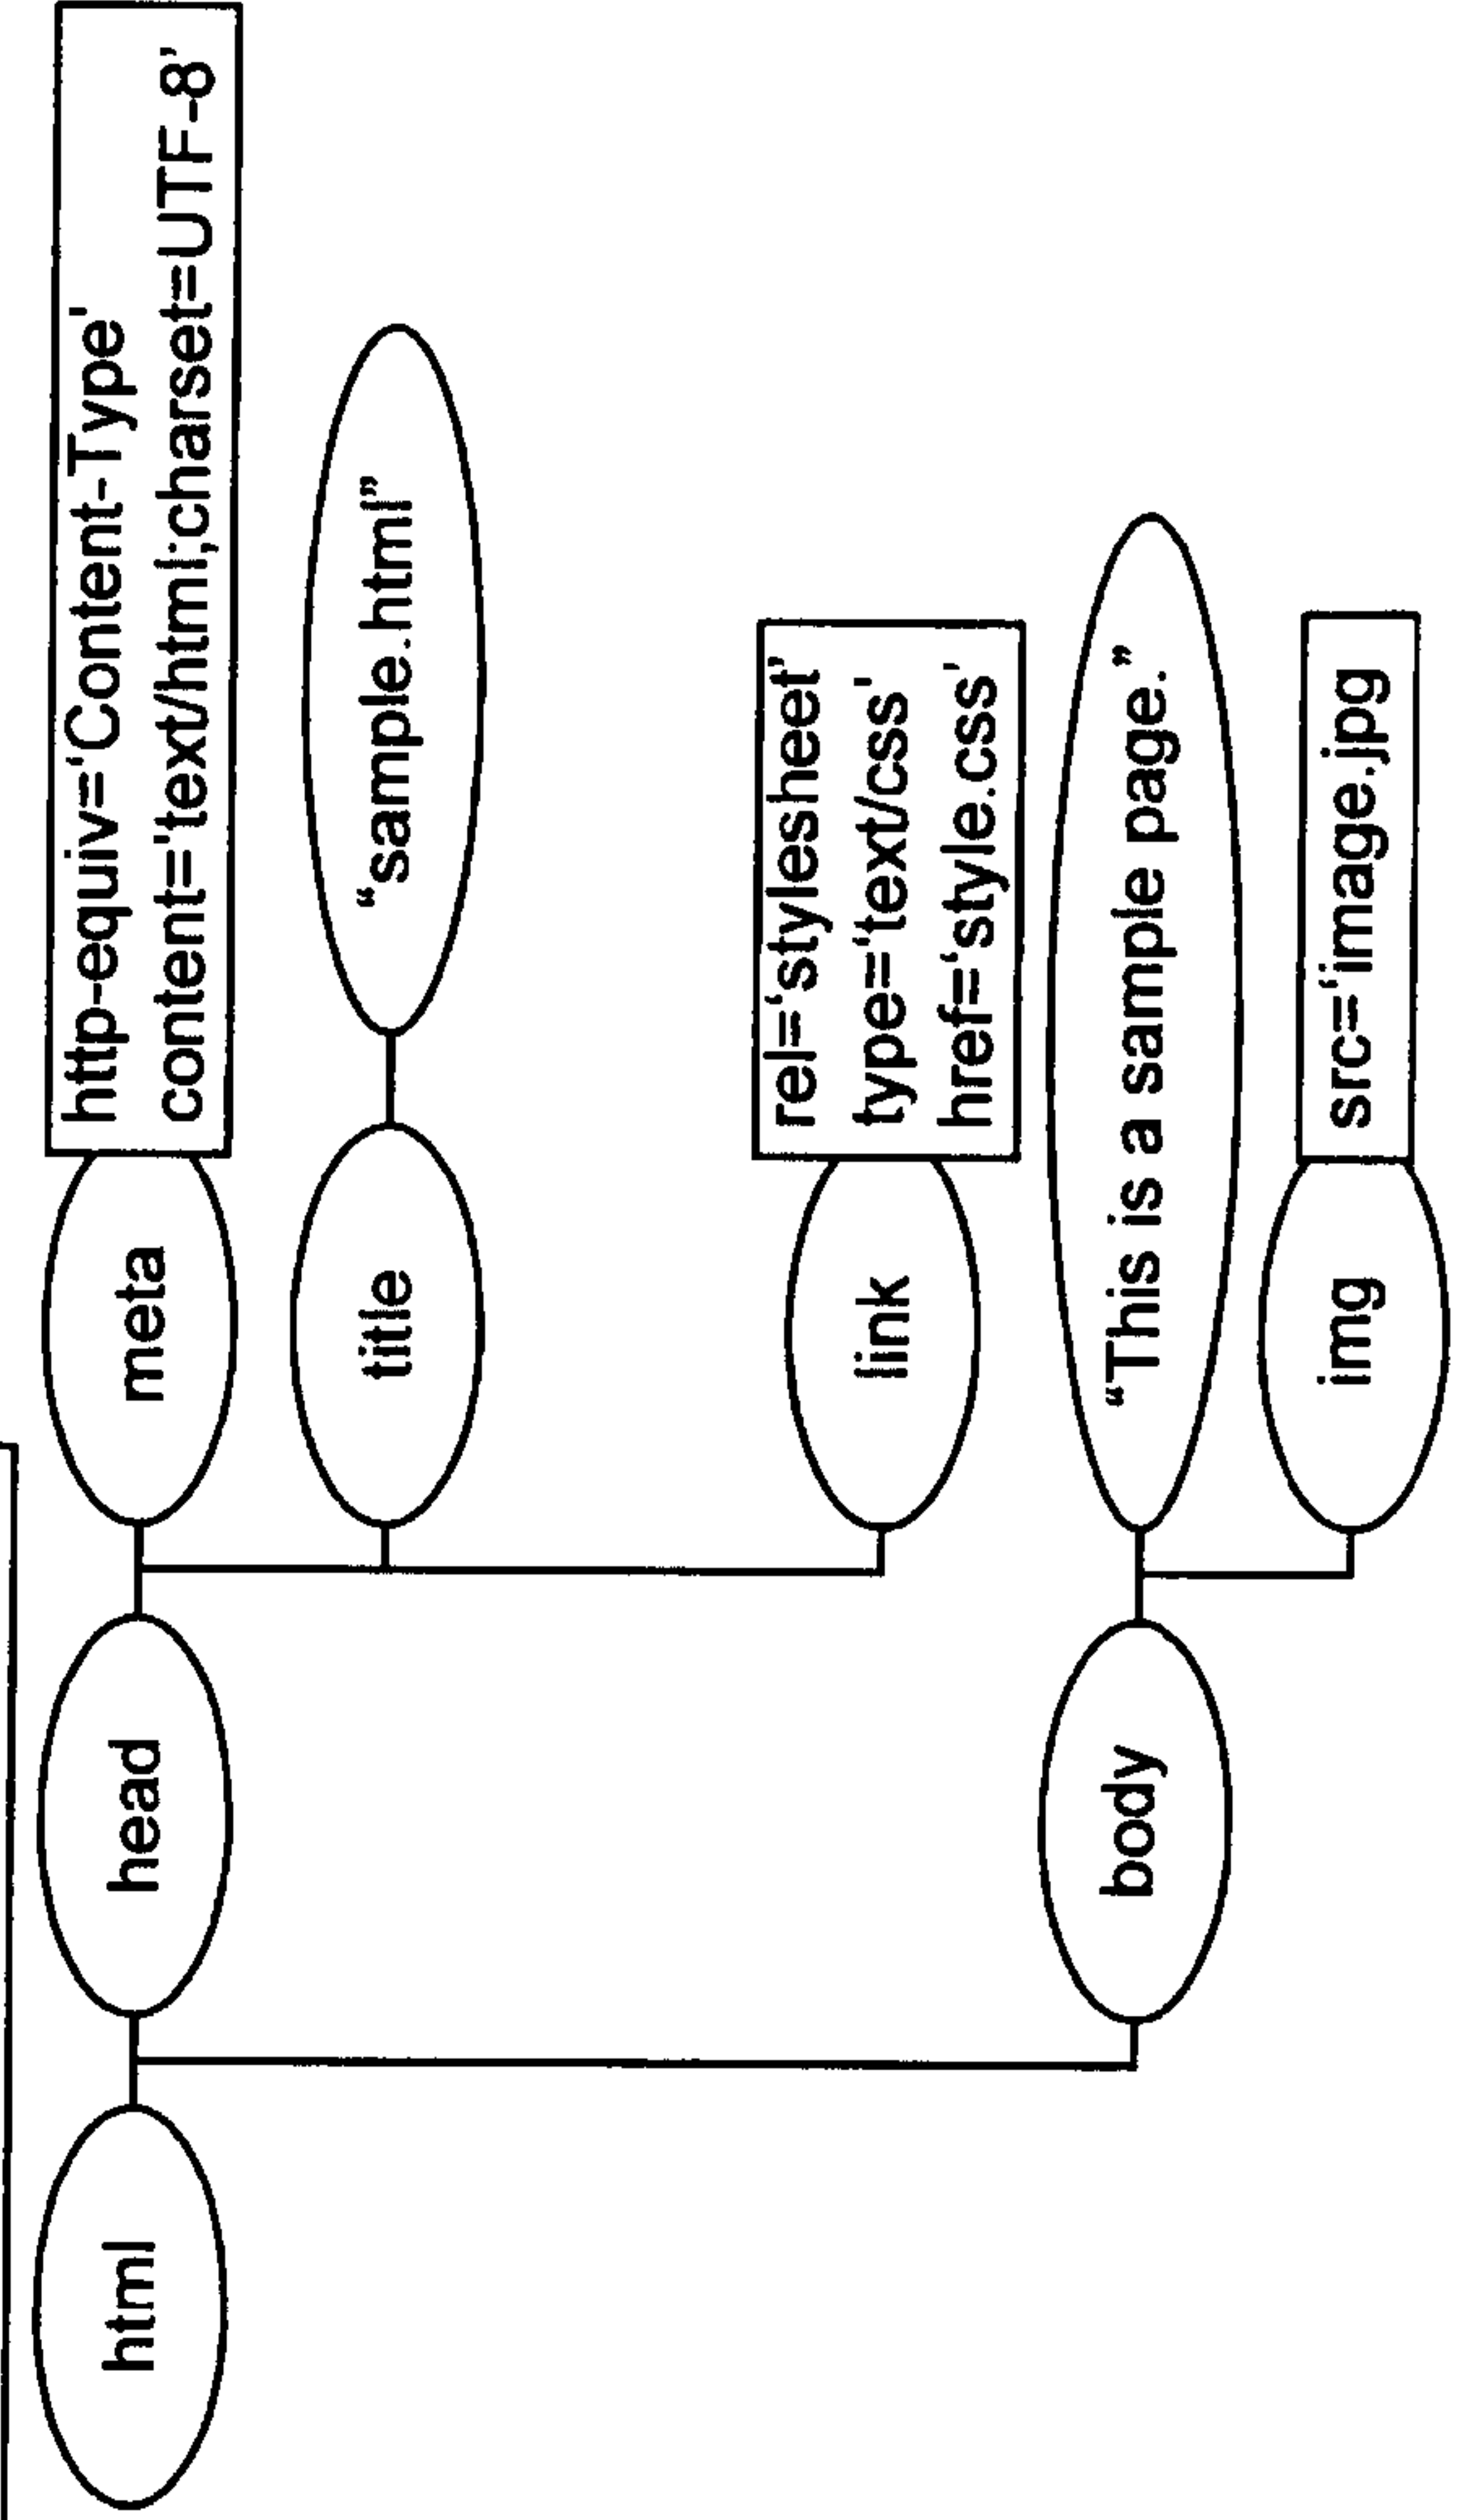 html
head
meta
http-equiv=‘Content-Type'
content='text/html;charset=UTF-8’
title
“sample.html”
link
rel=‘stylesheet’
type=‘text/css'
href=‘style.css’
body
“This is a sample page.”
img
src=‘image.jpg